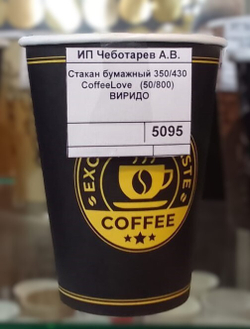 ИП Чеботарев А.В.
Стакан бумажный 350/430
CoffeeLove (50/800)
ВИРИДО
5095
COFFEE